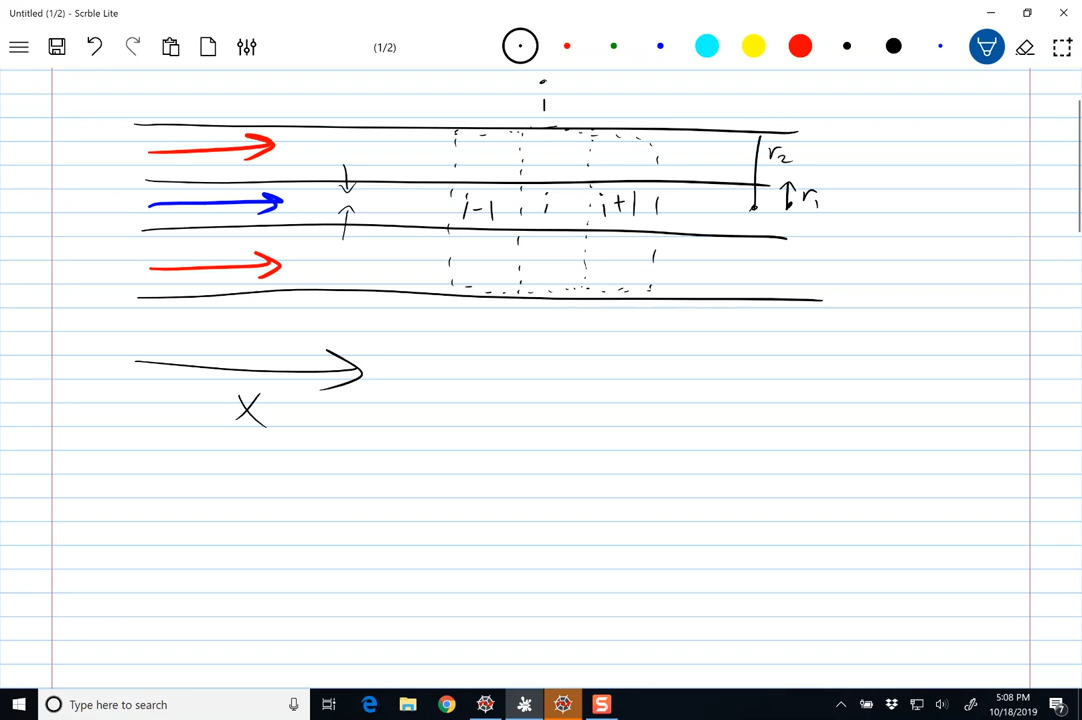 Untitled (1/2) - Scrble Lite
(1/2)
i
r2
i-1 i i+1 r1
X
Type here to search
5:08 PM
10/18/2019
7